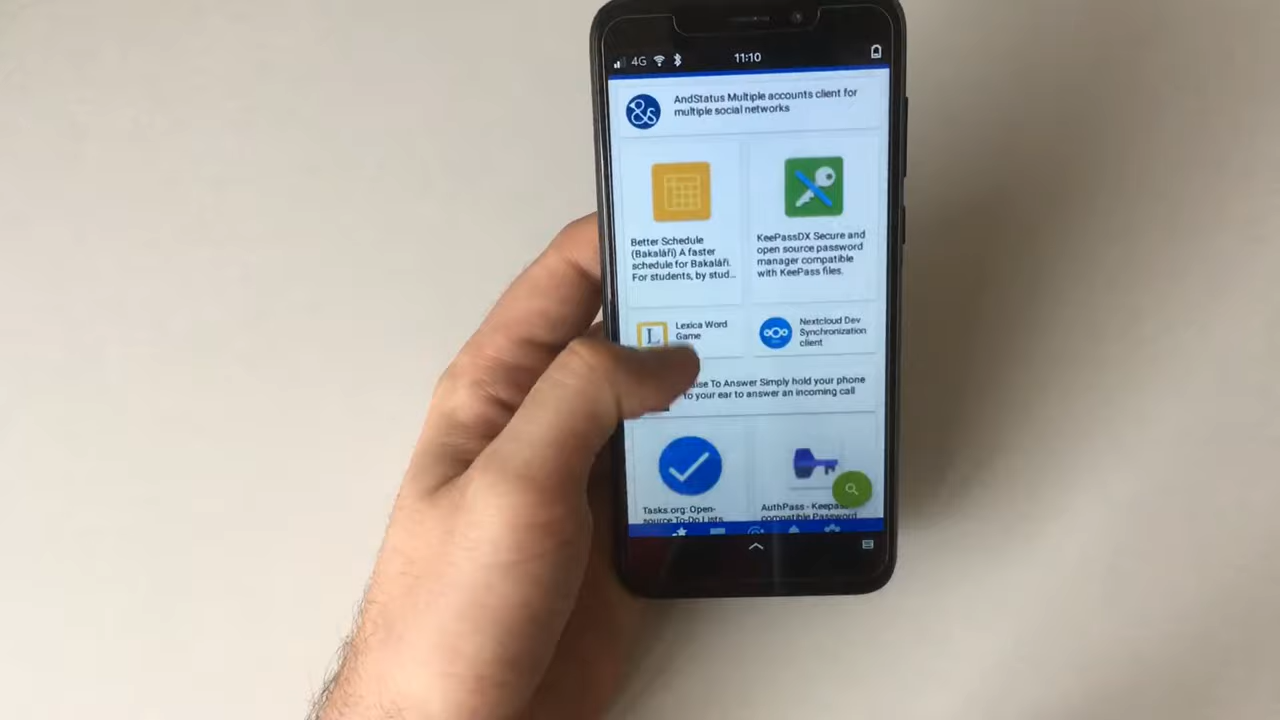 4G
11:10
AndStatus Multiple accounts client for
multiple social networks
Better Schedule
(Bakaláři) A faster
schedule for Bakaláři.
For students, by stud...
KeePassDX Secure and
open source password
manager compatible
with KeePass files.
L
Lexica Word
Game
Nextcloud Dev
Synchronization
client
To Answer Simply hold your phone
to your ear to answer an incoming call
Tasks.org: Open-
source To-Do Lists
AuthPass - Keepass
compatible Password